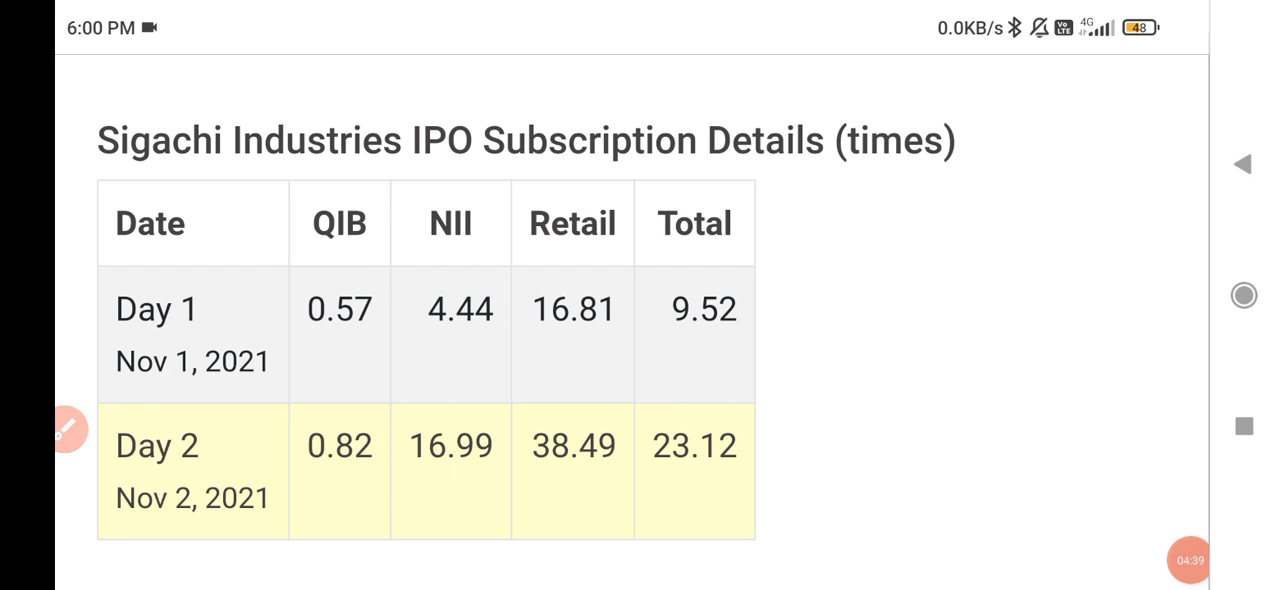 6:00 PM
0.0KB/s Vo LTE 4G 48
Sigachi Industries IPO Subscription Details (times)
Date QIB NII Retail Total
Day 1 0.57 4.44 16.81 9.52
Nov 1, 2021
Day 2 0.82 16.99 38.49 23.12
Nov 2, 2021
04:39